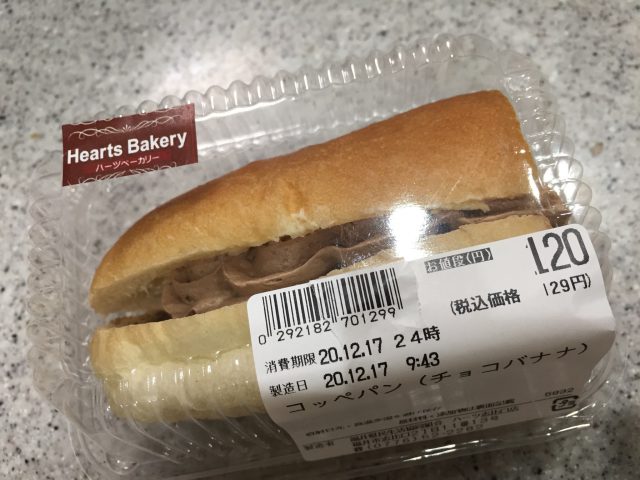 Hearts Bakery
ハーツベーカリー
お値段(円) 120
(税込価格 129円)
0 292182 701299
消費期限 20.12.17 24時
製造日 20.12.17 9:43
コッペパン (チョコバナナ)
5932